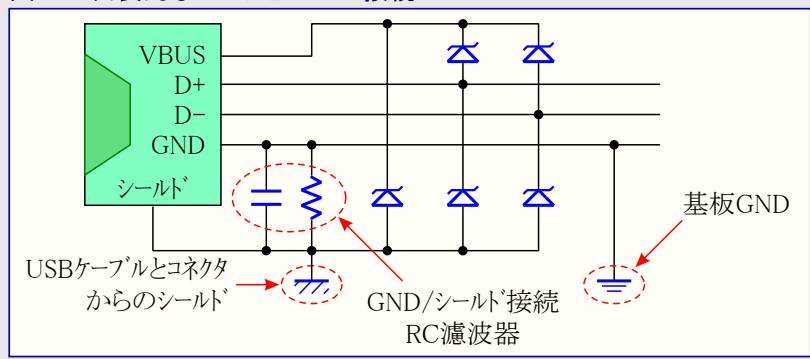 VBUS
D+
D−
GND
シールド
基板GND
USBケーブルとコネクタ
からのシールド
GND/シールド接続
RC濾波器